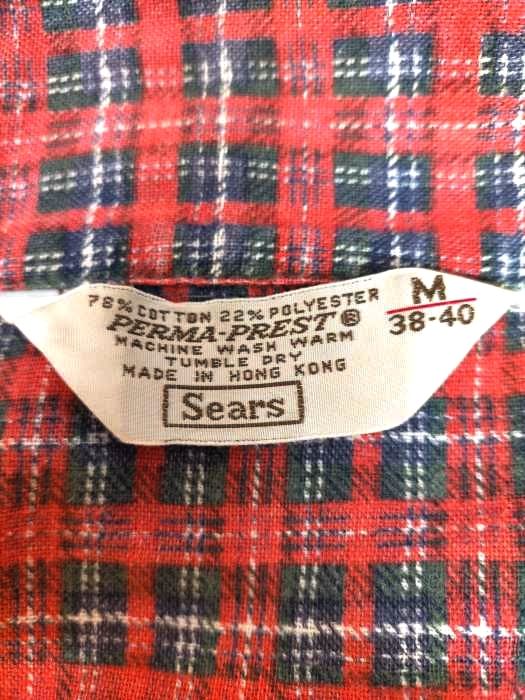 78% COTTON 22% POLYESTER
PERMA-PREST®
MACHINE WASH WARM
TUMBLE DRY
MADE IN HONG KONG
Sears
M
38-40